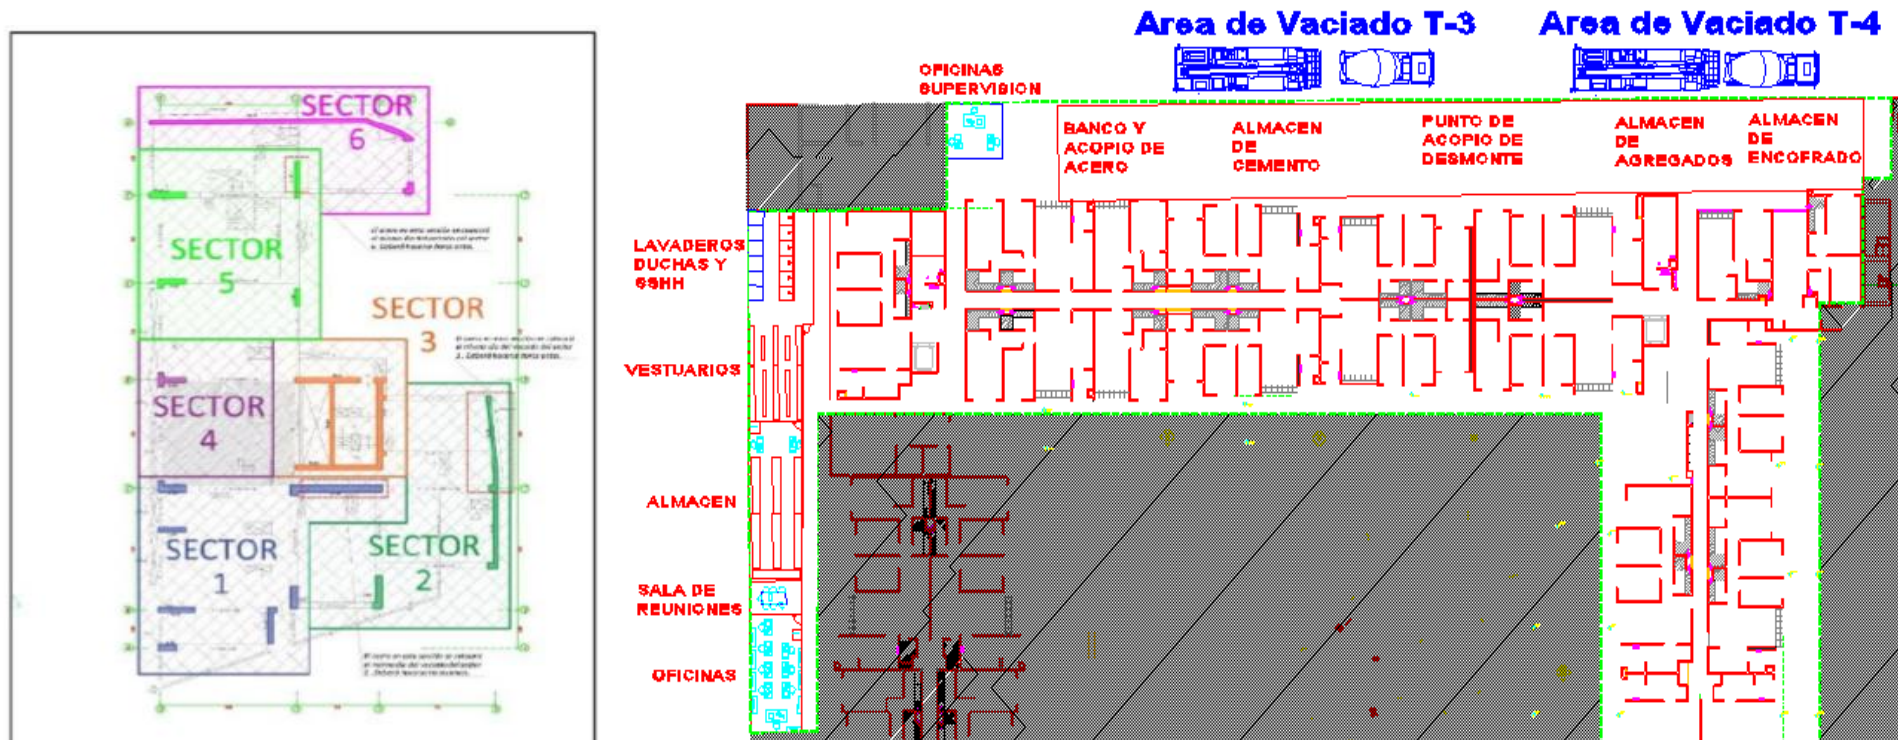 SECTOR
6
SECTOR
5
SECTOR
3
SECTOR
4
SECTOR
1
SECTOR
2
Area de Vaciado T-3
Area de Vaciado T-4
OFICINAS
SUPERVISION
BANCO Y
ACOPIO DE
ACERO
ALMACEN
DE
CEMENTO
PUNTO DE
ACOPIO DE
DESMONTE
ALMACEN
DE
AGREGADOS
ALMACEN
DE
ENCOFRADO
LAVADEROS
DUCHAS Y
SSHH
VESTUARIOS
ALMACEN
SALA DE
REUNIONES
OFICINAS